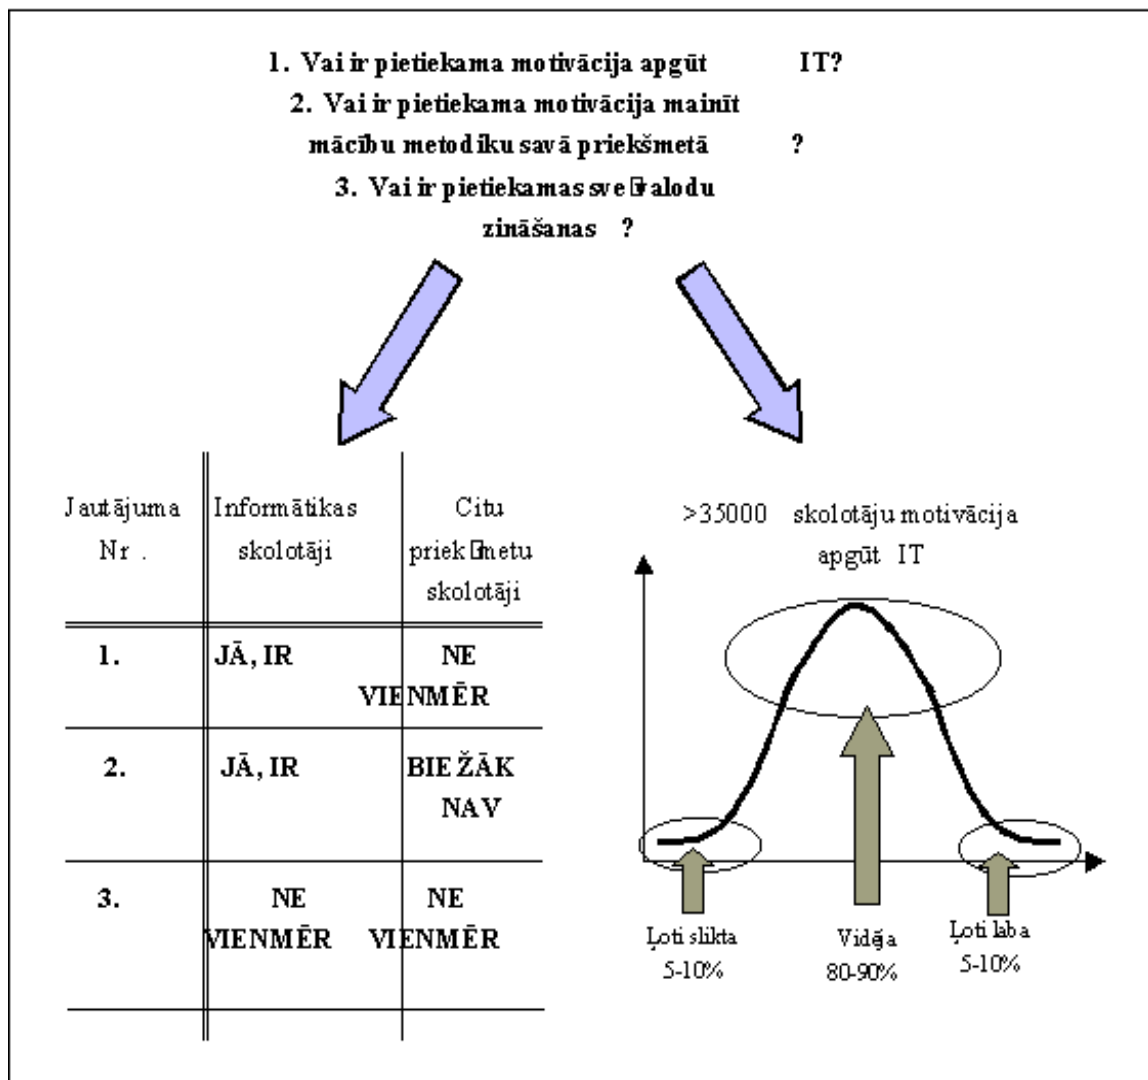 1. Vai ir pietiekama motivācija apgūt IT?
2. Vai ir pietiekama motivācija mainīt
mācību metodiku savā priekšmetā ?
3. Vai ir pietiekamas valodu
zināšanas ?
Jautājuma
Nr .
Informātikas
skolotāji
Citu
skolotāji
1.
JĀ, IR
NE
VIENMĒR
2.
JĀ, IR
BIEŽĀK
NAV
3.
NE
VIENMĒR
NE
VIENMĒR
>35000 skolotāju motivācija
apgūt IT
Ļoti slikta
5-10%
Vidēja
80-90%
Ļoti laba
5-10%